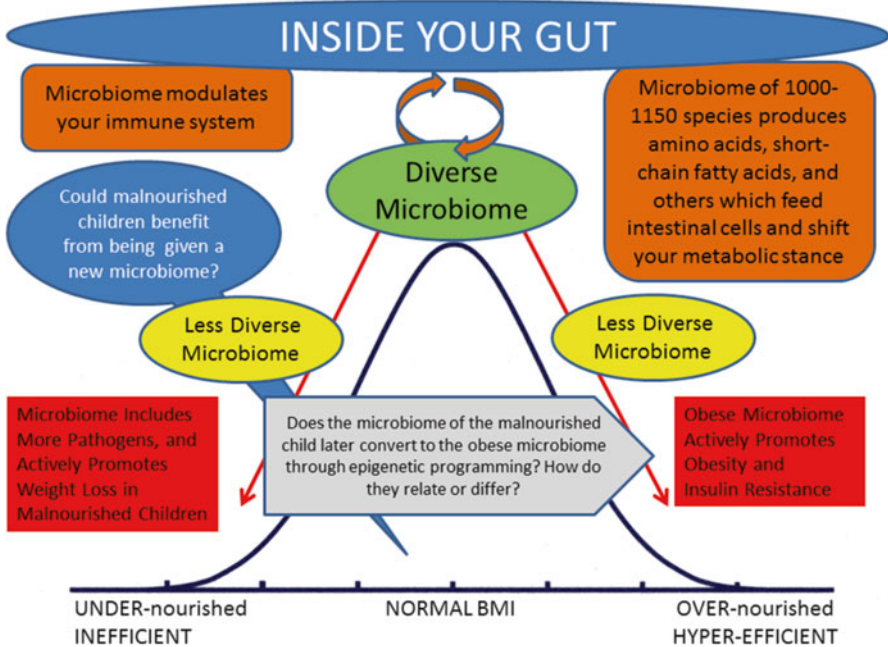 INSIDE YOUR GUT
Microbiome modulates
your immune system
Microbiome of 1000-
1150 species produces
amino acids, short-
chain fatty acids, and
others which feed
intestinal cells and shift
your metabolic stance
Diverse
Microbiome
Could malnourished
children benefit
from being given a
new microbiome?
Less Diverse
Microbiome
Less Diverse
Microbiome
Microbiome Includes
More Pathogens, and
Actively Promotes
Weight Loss in
Malnourished Children
Does the microbiome of the malnourished
child later convert to the obese microbiome
through epigenetic programming? How do
they relate or differ?
Obese Microbiome
Actively Promotes
Obesity and
Insulin Resistance
UNDER-nourished
INEFFICIENT
NORMAL BMI
OVER-nourished
HYPER-EFFICIENT